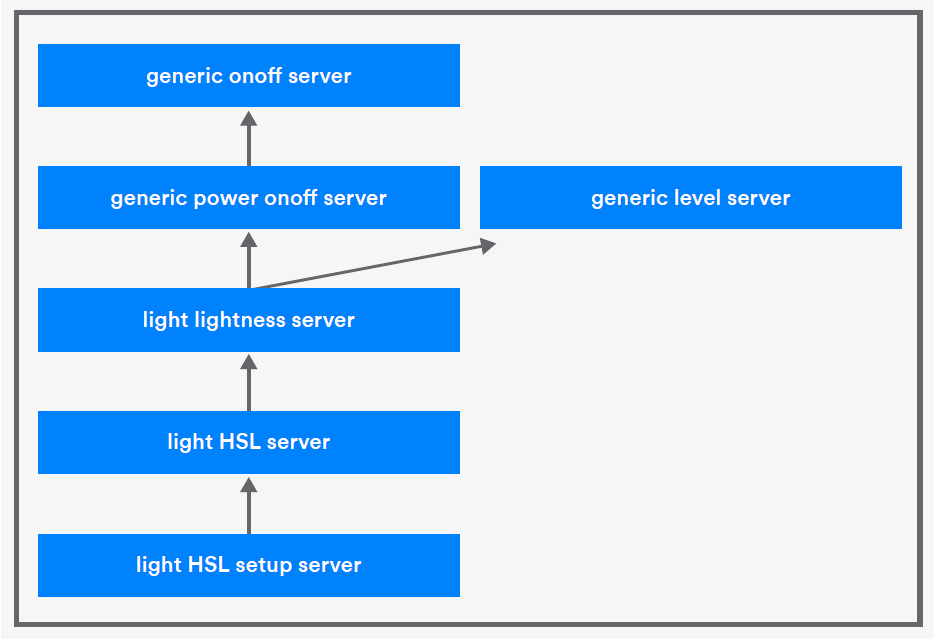 generic onoff server
generic power onoff server
generic level server
light lightness server
light HSL server
light HSL setup server